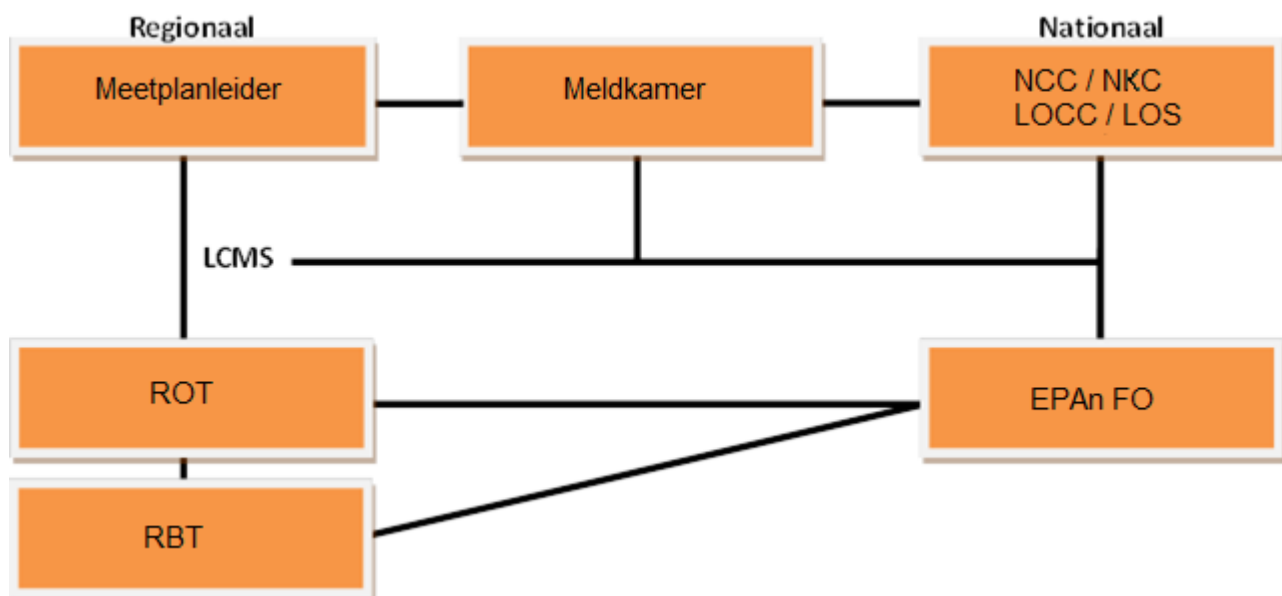 Regionaal
Nationaal
Meetplanleider
Meldkamer
NCC / NKC
LOCC / LOS
LCMS
ROT
EPAn FO
RBT